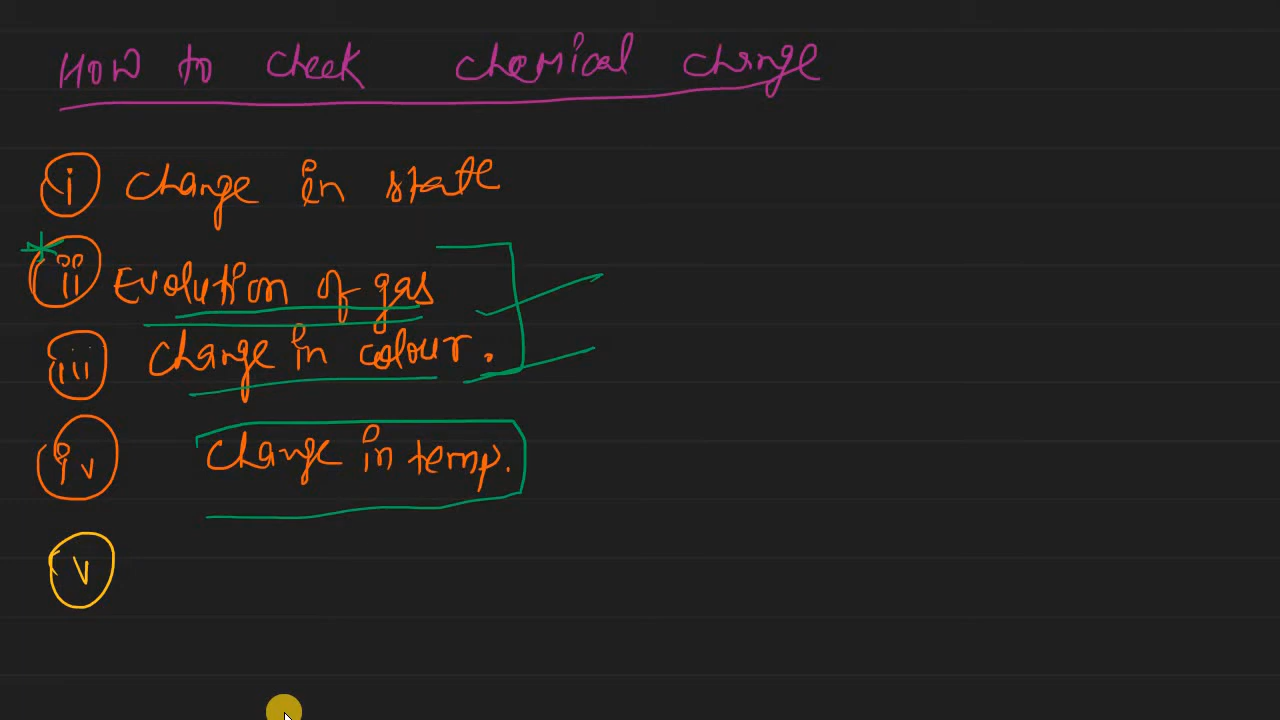 How to cheek chemical change
i change in state
ii Evolution of gas
iii change in colour.
iv change in temp.
v